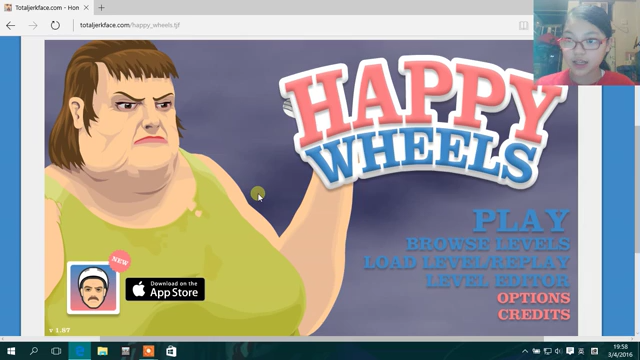 Totaljerkface.com - Hon
totaljerkface.com/happy_wheels.tjf
HAPPY
WHEELS
PLAY
BROWSE LEVELS
LOAD LEVEL/REPLAY
LEVEL EDITOR
OPTIONS
CREDITS
NEW
Download on the
App Store
v 1.87
英
19:58
3/4/2016